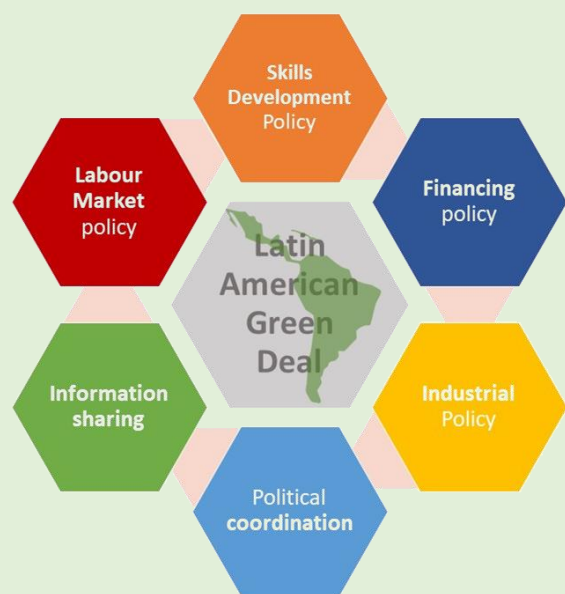 Skills
Development
Policy
Labour
Market
policy
Financing
policy
Latin
American
Green
Deal
Information
sharing
Industrial
Policy
Political
coordination